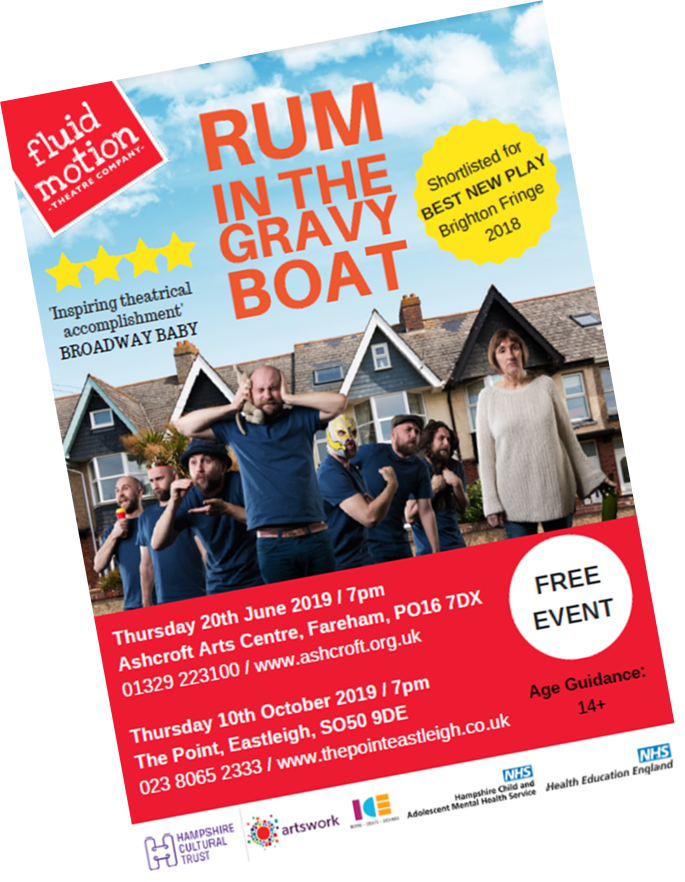 fluid
motion
-THEATRE COMPANY-
RUM
IN THE
GRAVY
BOAT
Shortlisted for
BEST NEW PLAY
Brighton Fringe
2018
'Inspiring theatrical
accomplishment'
BROADWAY BABY
FREE
EVENT
Thursday 20th June 2019 / 7pm
Ashcroft Arts Centre, Fareham, PO16 7DX
01329 223100 / www.ashcroft.org.uk
Thursday 10th October 2019 / 7pm
The Point, Eastleigh, SO50 9DE
023 8065 2333 / www.thepointeastleigh.co.uk
Age Guidance:
14+
HAMPSHIRE
CULTURAL
TRUST
artswork
ICE
NHS
Hampshire Child and
Adolescent Mental Health Service
NHS
Health Education England